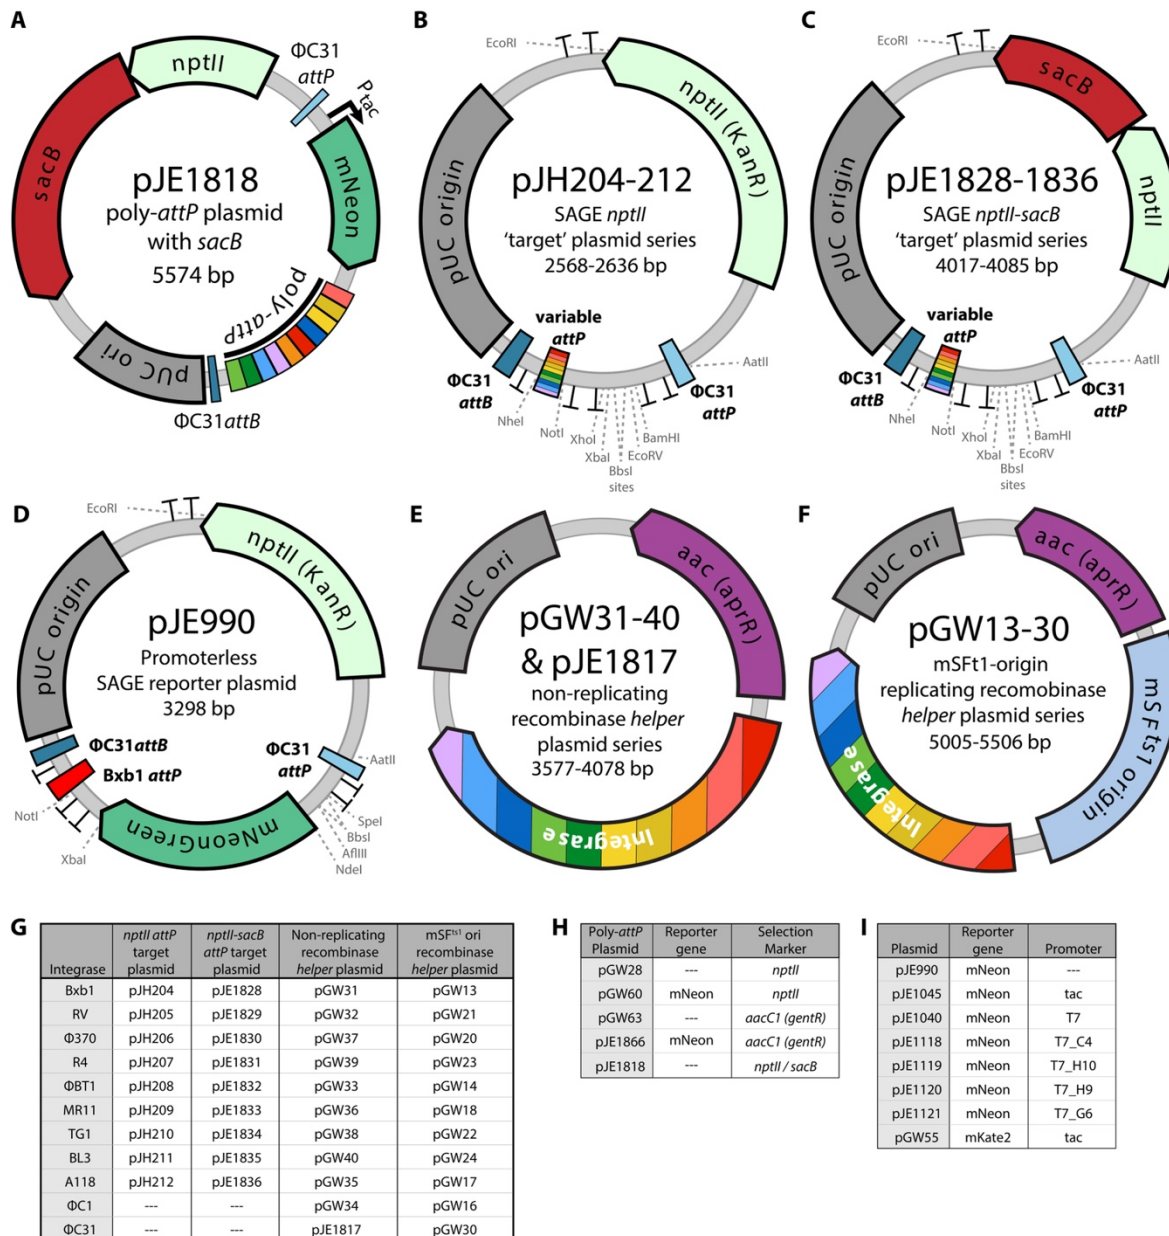 A
nptII
ΦC31
attP
Ptac
sacB
mNeon
pJE1818
poly-attP plasmid
with sacB
5574 bp
poly-attP
pUC ori
ΦC31attB
B
EcoRI
nptII (KanR)
pUC origin
pJH204-212
SAGE nptII
'target' plasmid series
2568-2636 bp
variable
attP
ΦC31
attB
ΦC31
attP
AatII
NheI
NotI
XhoI
XbaI
BbsI
sites
EcoRV
BamHI
C
EcoRI
sacB
nptII
pUC origin
pJE1828-1836
SAGE nptII-sacB
'target' plasmid series
4017-4085 bp
variable
attP
ΦC31
attB
ΦC31
attP
AatII
NheI
NotI
XhoI
XbaI
BbsI
sites
EcoRV
BamHI
D
EcoRI
nptII (KanR)
pUC origin
pJE990
Promoterless
SAGE reporter plasmid
3298 bp
ΦC31attB
Bxb1 attP
ΦC31
attP
AatII
NotI
XbaI
mNeonGreen
SpeI
BbsI
AflIII
NdeI
E
pUC ori
aac (aprR)
pGW31-40
& pJE1817
non-replicating
recombinase helper
plasmid series
3577-4078 bp
Integrase
F
pUC ori
aac (aprR)
pGW13-30
mSFt1-origin
replicating recomobinase
helper plasmid series
5005-5506 bp
mSFts1 origin
Integrase
G
Integrase nptII attP target plasmid nptII-sacB attP target plasmid Non-replicating recombinase helper plasmid mSFts1 ori recombinase helper plasmid
Bxb1 pJH204 pJE1828 pGW31 pGW13
RV pJH205 pJE1829 pGW32 pGW21
Φ370 pJH206 pJE1830 pGW37 pGW20
R4 pJH207 pJE1831 pGW39 pGW23
ΦBT1 pJH208 pJE1832 pGW33 pGW14
MR11 pJH209 pJE1833 pGW36 pGW18
TG1 pJH210 pJE1834 pGW38 pGW22
BL3 pJH211 pJE1835 pGW40 pGW24
A118 pJH212 pJE1836 pGW35 pGW17
ΦC1 --- --- pGW34 pGW16
ΦC31 --- --- pJE1817 pGW30
H
Poly-attP Plasmid Reporter gene Selection Marker
pGW28 --- nptII
pGW60 mNeon nptII
pGW63 --- aacC1 (gentR)
pJE1866 mNeon aacC1 (gentR)
pJE1818 --- nptII / sacB
I
Plasmid Reporter gene Promoter
pJE990 mNeon ---
pJE1045 mNeon tac
pJE1040 mNeon T7
pJE1118 mNeon T7_C4
pJE1119 mNeon T7_H10
pJE1120 mNeon T7_H9
pJE1121 mNeon T7_G6
pGW55 mKate2 tac